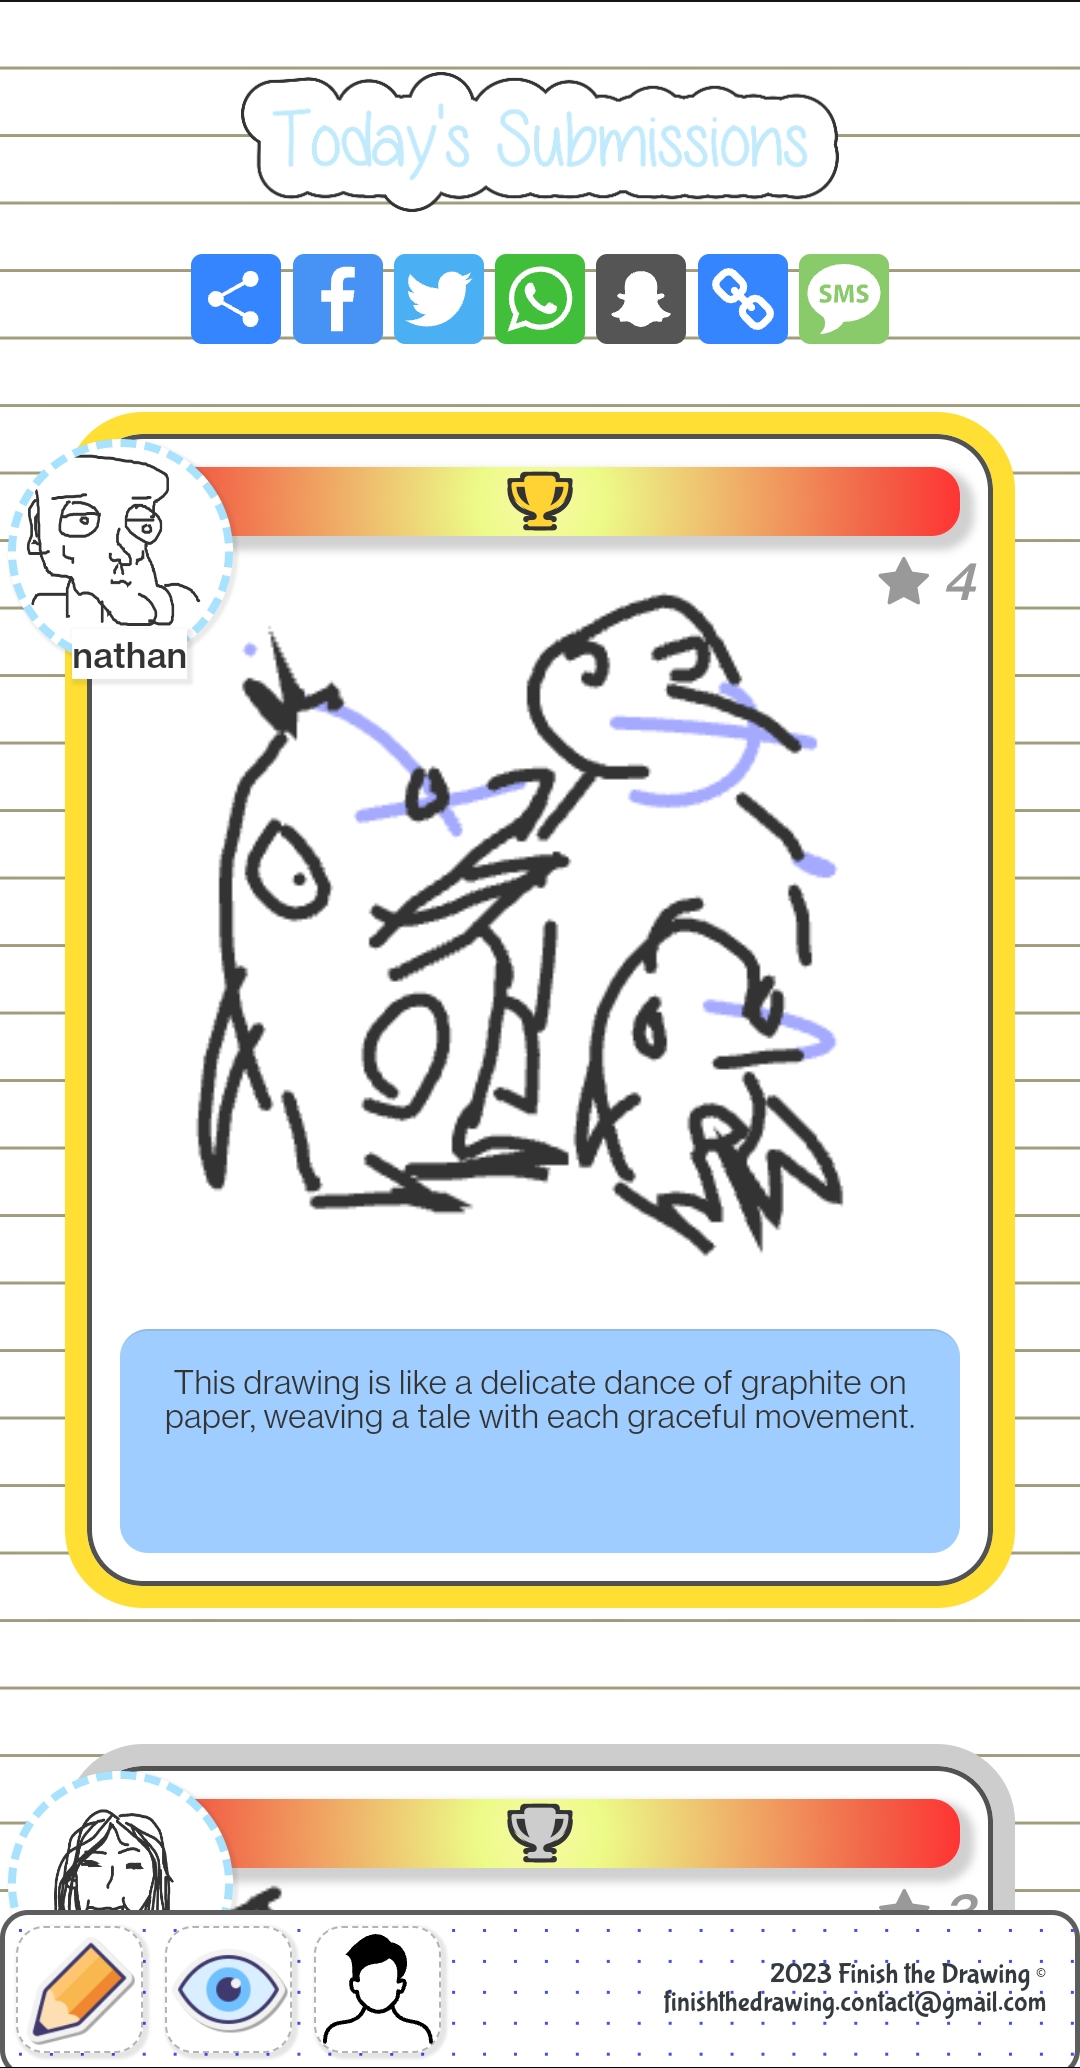 Today's Submissions
SMS
4
nathan
This drawing is like a delicate dance of graphite on
paper, weaving a tale with each graceful movement.
2023 Finish the Drawing ©
finishthedrawing.contact@gmail.com